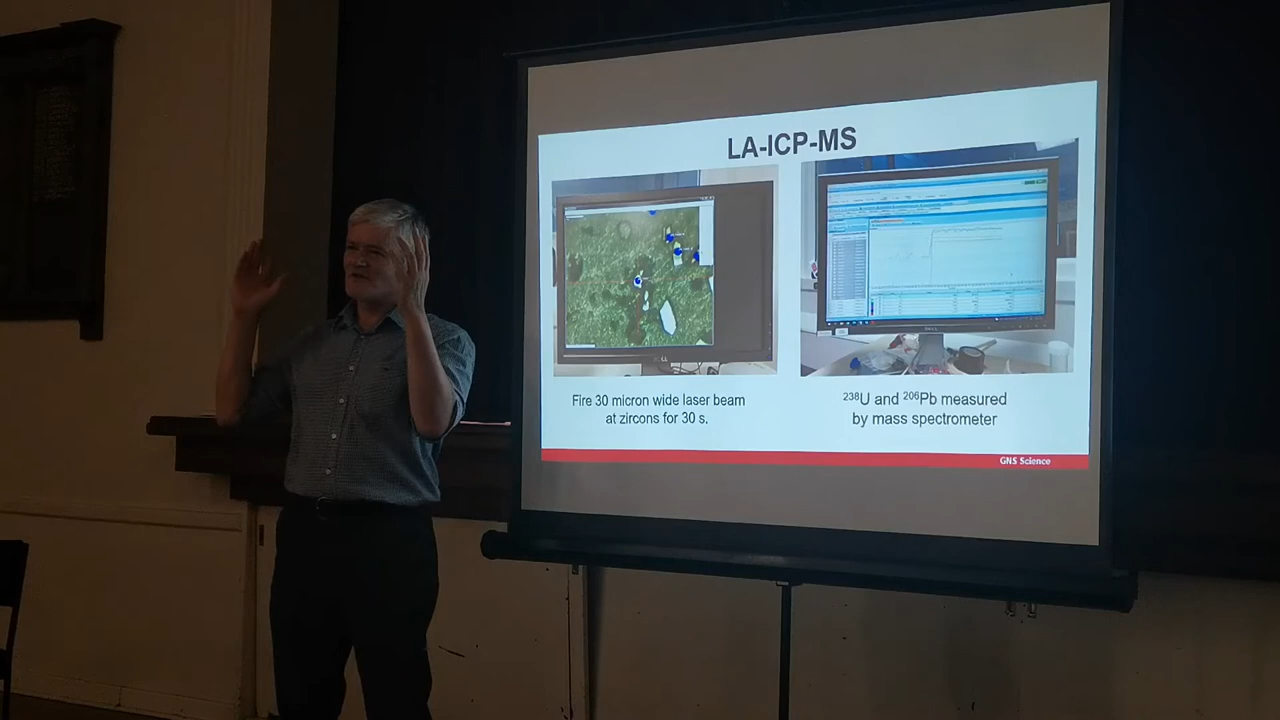 LA-ICP-MS
Fire 30 micron wide laser beam
at zircons for 30 s.
²³⁸U and ²⁰⁶Pb measured
by mass spectrometer
GNS Science
DELL